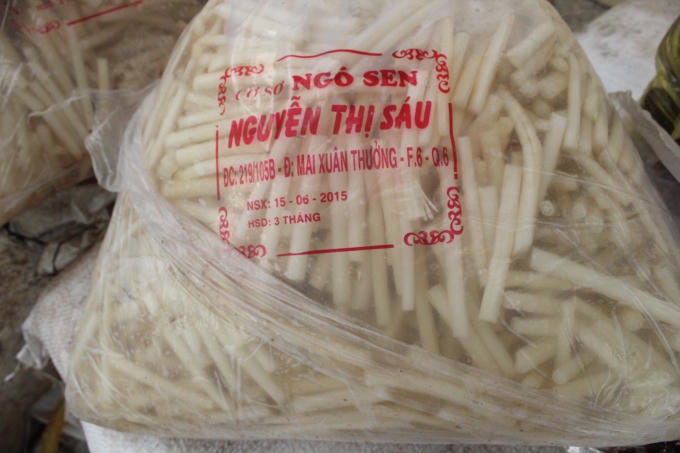 Cơ sở NGÓ SEN
NGUYỄN THỊ SÁU
ĐC: 219/105B - Đ: MAI XUÂN THƯỞNG - F.6 - Q.6
NSX: 15 - 06 - 2015
HSD: 3 THÁNG